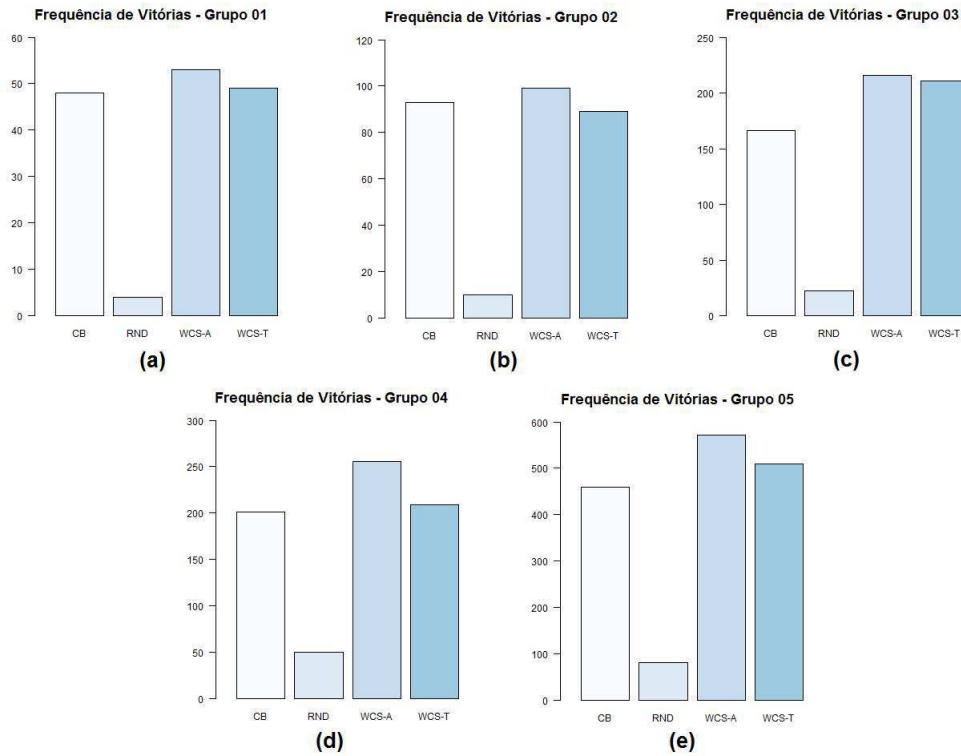 Frequência de Vitórias - Grupo 01
60
50
40
30
20
10
0
CB RND WCS-A WCS-T
(a)
Frequência de Vitórias - Grupo 02
120
100
80
60
40
20
0
CB RND WCS-A WCS-T
(b)
Frequência de Vitórias - Grupo 03
250
200
150
100
50
0
CB RND WCS-A WCS-T
(c)
Frequência de Vitórias - Grupo 04
300
250
200
150
100
50
0
CB RND WCS-A WCS-T
(d)
Frequência de Vitórias - Grupo 05
600
500
400
300
200
100
0
CB RND WCS-A WCS-T
(e)